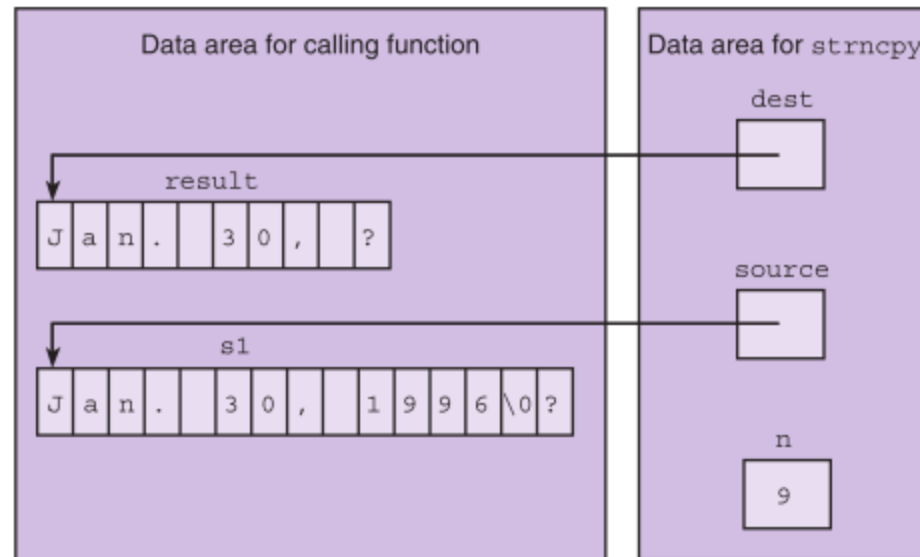 Data area for calling function
Data area for strncpy
dest
result
J a n . 3 0 , ?
source
s1
J a n . 3 0 , 1 9 9 6 \0 ?
n
9